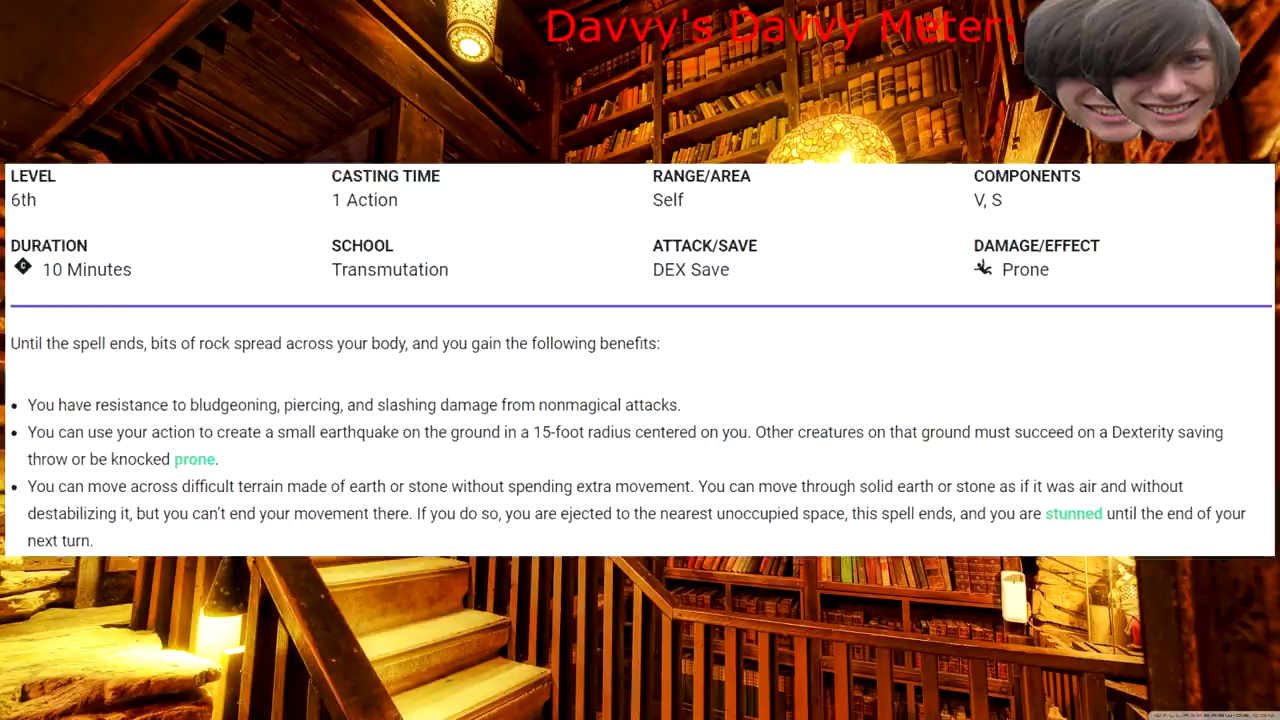 Davvy's Davvy Meter:
LEVEL CASTING TIME RANGE/AREA COMPONENTS
6th 1 Action Self V, S
DURATION SCHOOL ATTACK/SAVE DAMAGE/EFFECT
C 10 Minutes Transmutation DEX Save Prone
Until the spell ends, bits of rock spread across your body, and you gain the following benefits:
• You have resistance to bludgeoning, piercing, and slashing damage from nonmagical attacks.
• You can use your action to create a small earthquake on the ground in a 15-foot radius centered on you. Other creatures on that ground must succeed on a Dexterity saving
throw or be knocked prone.
• You can move across difficult terrain made of earth or stone without spending extra movement. You can move through solid earth or stone as if it was air and without
destabilizing it, but you can’t end your movement there. If you do so, you are ejected to the nearest unoccupied space, this spell ends, and you are stunned until the end of your
next turn.